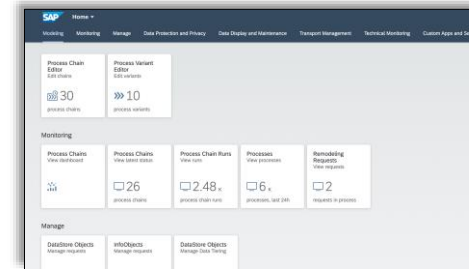 SAP Home
Modeling Monitoring Manage Data Protection and Privacy Data Display and Maintenance Transport Management Technical Monitoring Custom Apps and Se
Process Chain Editor
Edit chains
30
process chains
Process Variant Editor
Edit variants
10
process variants
Monitoring
Process Chains
View dashboard
Process Chains
View latest status
26
process chains
Process Chain Runs
View runs
2.48 K
process chain runs
Processes
View processes
6 K
processes, last 24h
Remodeling Requests
View requests
2
requests in process
Manage
DataStore Objects
Manage requests
InfoObjects
Manage requests
DataStore Objects
Manage Data Tiering